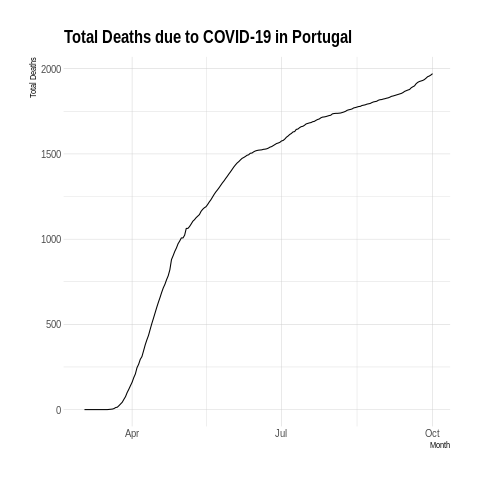 Total Deaths due to COVID-19 in Portugal
Total Deaths
2000
1500
1000
500
0
Apr
Jul
Oct
Month